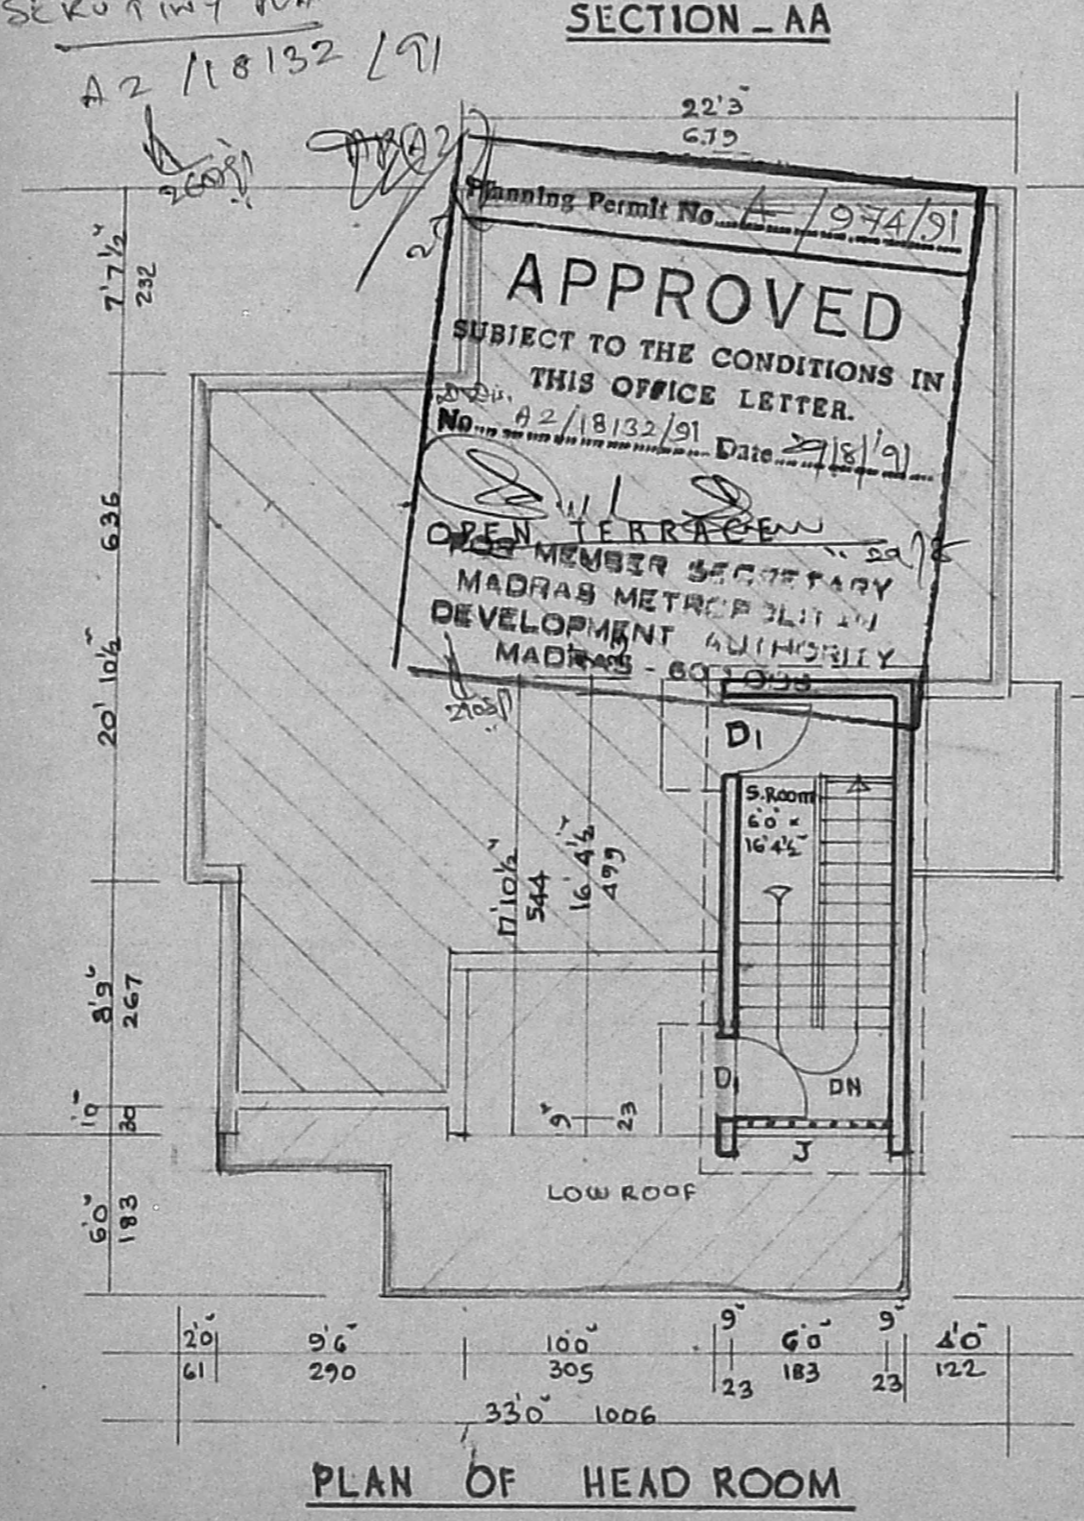 SECTION - AA
A2/18132/91
22'3"
6.79
Planning Permit No. A/974/91
APPROVED
SUBJECT TO THE CONDITIONS IN
THIS OFFICE LETTER.
D.Dis.
No. A2/18132/91 Date 29/8/91
OPEN TERRACE
FOR MEMBER SECRETARY
MADRAS METROPOLITAN
DEVELOPMENT AUTHORITY
MADRAS - 60
7'7½"
232
636
20'10½"
8'9"
267
1'0"
30
6'0"
183
D1
S.ROOM
6'0" x
16'4½"
17'10½"
544
16'4½"
499
9"
23
D1
DN
J
LOW ROOF
2'0" 9'6" 10'0" 9" 6'0" 9" 4'0"
61 290 305 23 183 23 122
33'0" 1006
PLAN OF HEAD ROOM